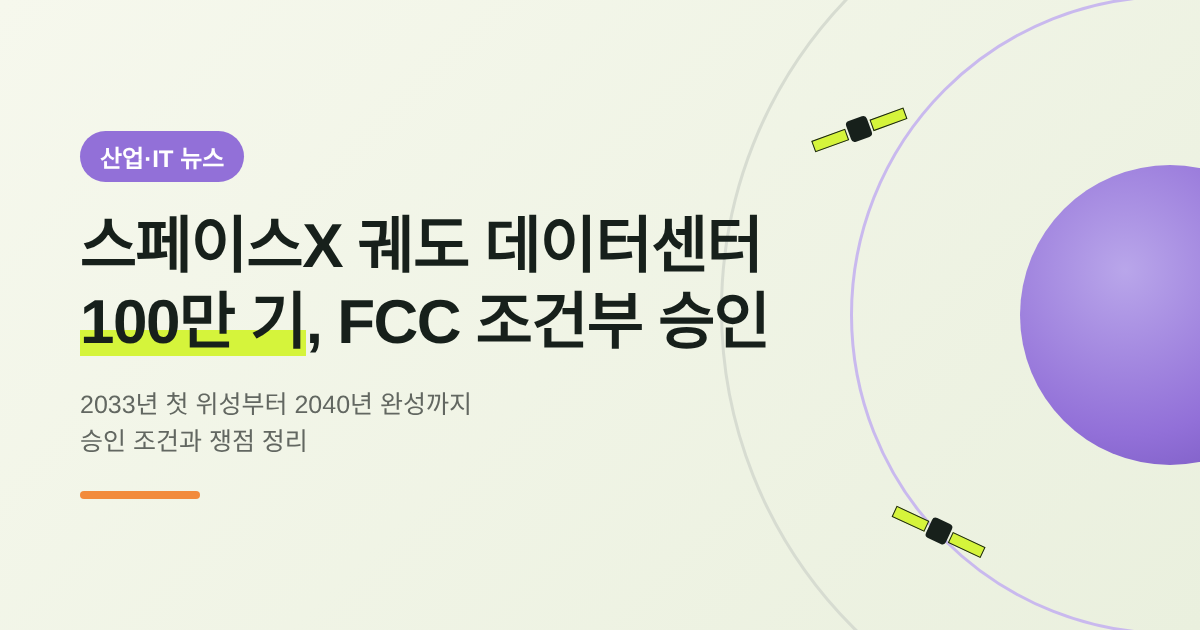 산업·IT 뉴스
스페이스X 궤도 데이터센터
100만 기, FCC 조건부 승인
2033년 첫 위성부터 2040년 완성까지
승인 조건과 쟁점 정리